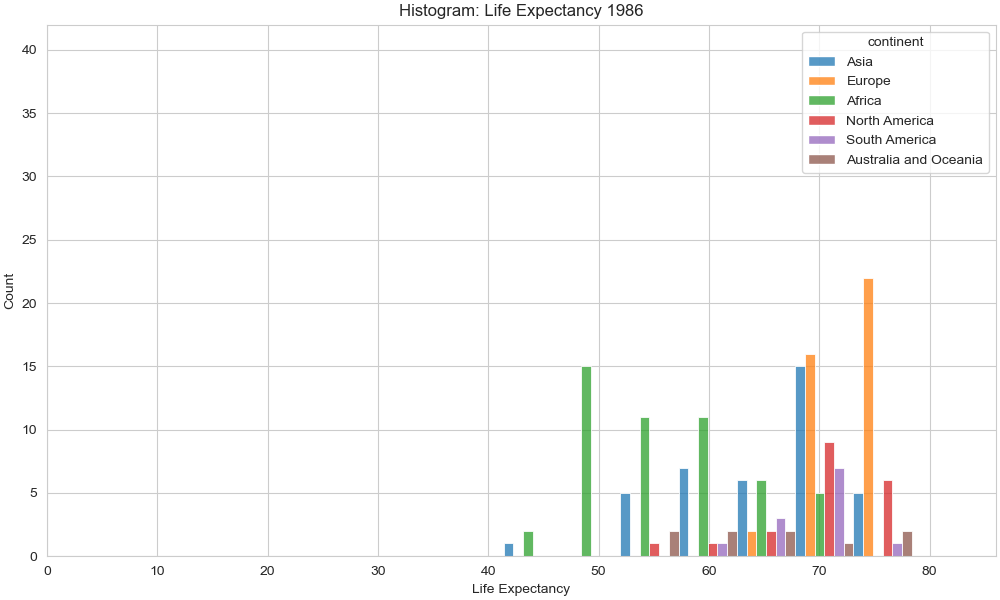 Histogram: Life Expectancy 1986
continent
Asia
Europe
Africa
North America
South America
Australia and Oceania
40
35
30
25
20
15
10
5
0
Count
0 10 20 30 40 50 60 70 80
Life Expectancy